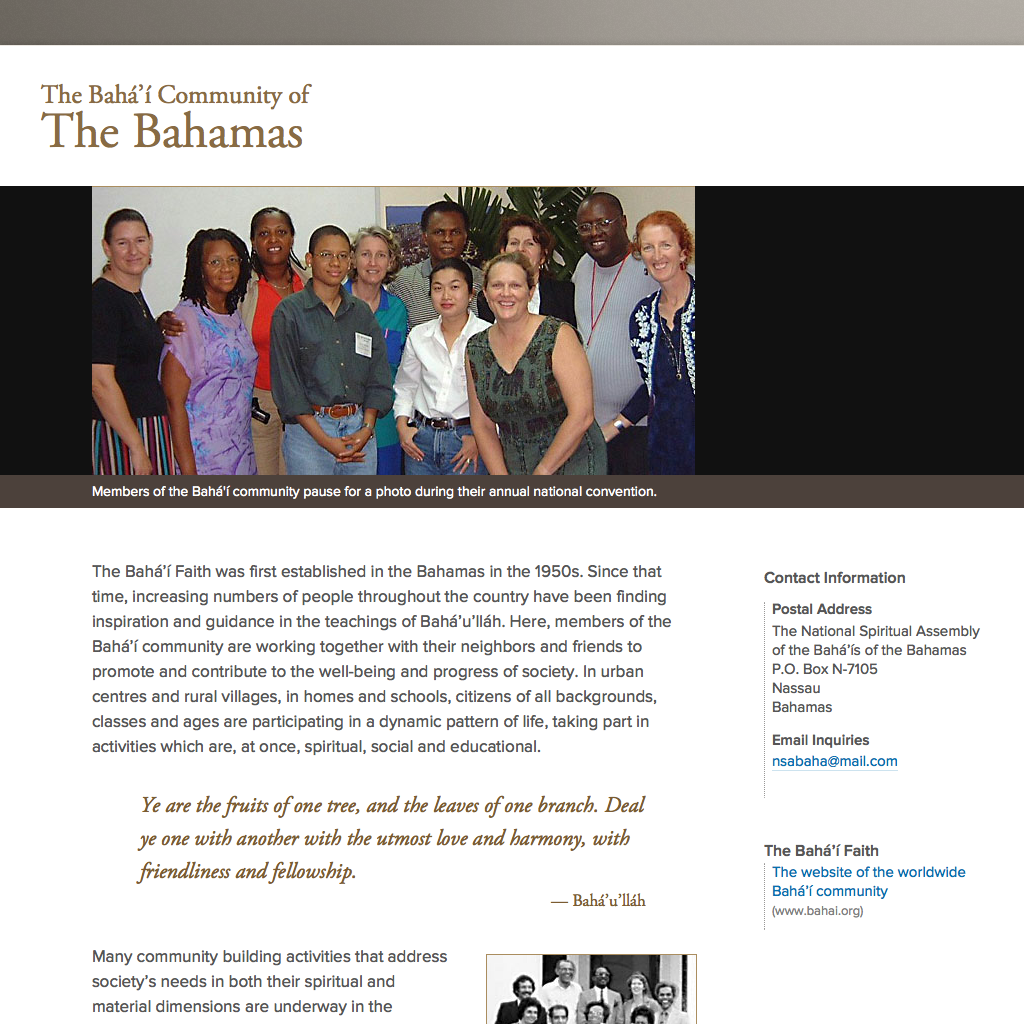 The Bahá’í Community of
The Bahamas
Members of the Bahá'í community pause for a photo during their annual national convention.
The Bahá’í Faith was first established in the Bahamas in the 1950s. Since that
time, increasing numbers of people throughout the country have been finding
inspiration and guidance in the teachings of Bahá’u’lláh. Here, members of the
Bahá’í community are working together with their neighbors and friends to
promote and contribute to the well-being and progress of society. In urban
centres and rural villages, in homes and schools, citizens of all backgrounds,
classes and ages are participating in a dynamic pattern of life, taking part in
activities which are, at once, spiritual, social and educational.
Ye are the fruits of one tree, and the leaves of one branch. Deal
ye one with another with the utmost love and harmony, with
friendliness and fellowship.
— Bahá’u’lláh
Many community building activities that address
society’s needs in both their spiritual and
material dimensions are underway in the
Contact Information
Postal Address
The National Spiritual Assembly
of the Bahá’ís of the Bahamas
P.O. Box N-7105
Nassau
Bahamas
Email Inquiries
nsabaha@mail.com
The Bahá’í Faith
The website of the worldwide
Bahá’í community
(www.bahai.org)